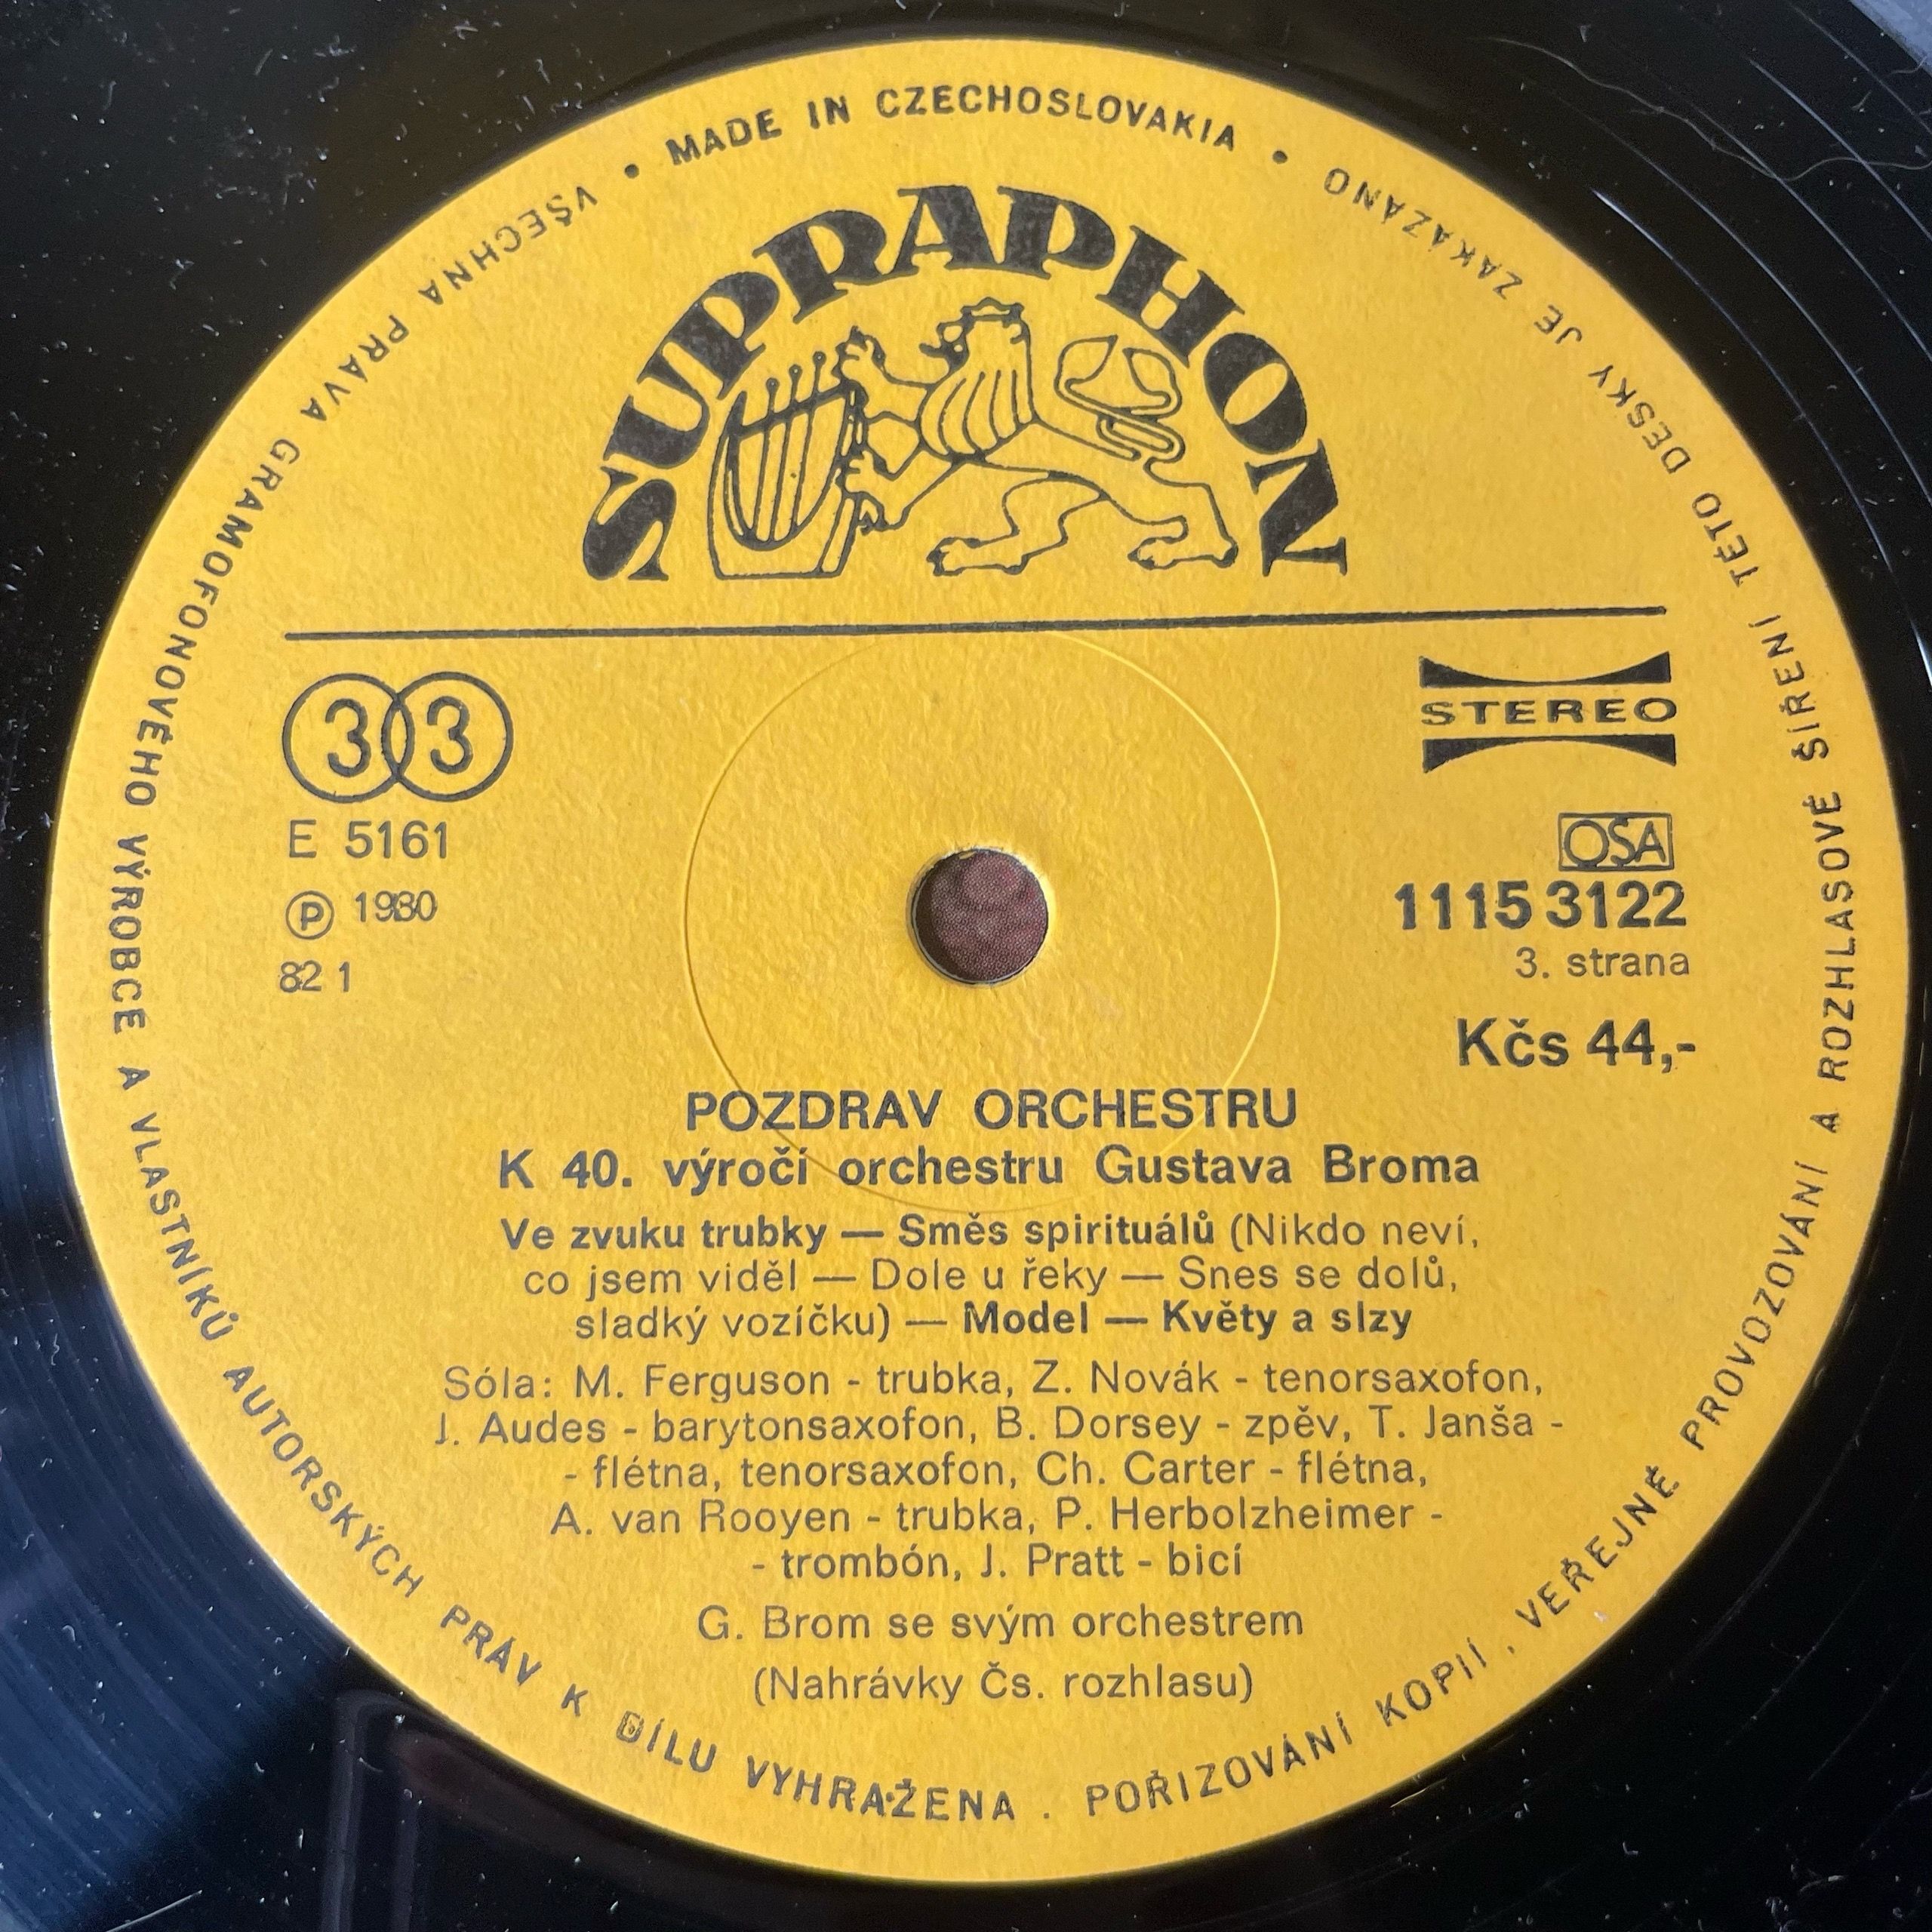 MADE IN CZECHOSLOVAKIA
VŠECHNA PRÁVA GRAMOFONOVÉHO VÝROBCE A VLASTNÍKŮ AUTORSKÝCH PRÁV K DÍLU VYHRAŽENA . POŘIZOVÁNÍ KOPIÍ , VEŘEJNÉ PROVOZOVÁNÍ A ROZHLASOVÉ ŠÍŘENÍ TÉTO DESKY JE ZAKÁZÁNO
SUPRAPHON
33
STEREO
E 5161
OSA
Ⓟ 1980
1115 3122
82 1
3. strana
Kčs 44,-
POZDRAV ORCHESTRU
K 40. výročí orchestru Gustava Broma
Ve zvuku trubky — Směs spirituálů (Nikdo neví,
co jsem viděl — Dole u řeky — Snes se dolů,
sladký vozíčku) — Model — Květy a slzy
Sóla: M. Ferguson - trubka, Z. Novák - tenorsaxofon,
J. Audes - barytonsaxofon, B. Dorsey - zpěv, T. Janša -
- flétna, tenorsaxofon, Ch. Carter - flétna,
A. van Rooyen - trubka, P. Herbolzheimer -
- trombón, J. Pratt - bicí
G. Brom se svým orchestrem
(Nahrávky Čs. rozhlasu)